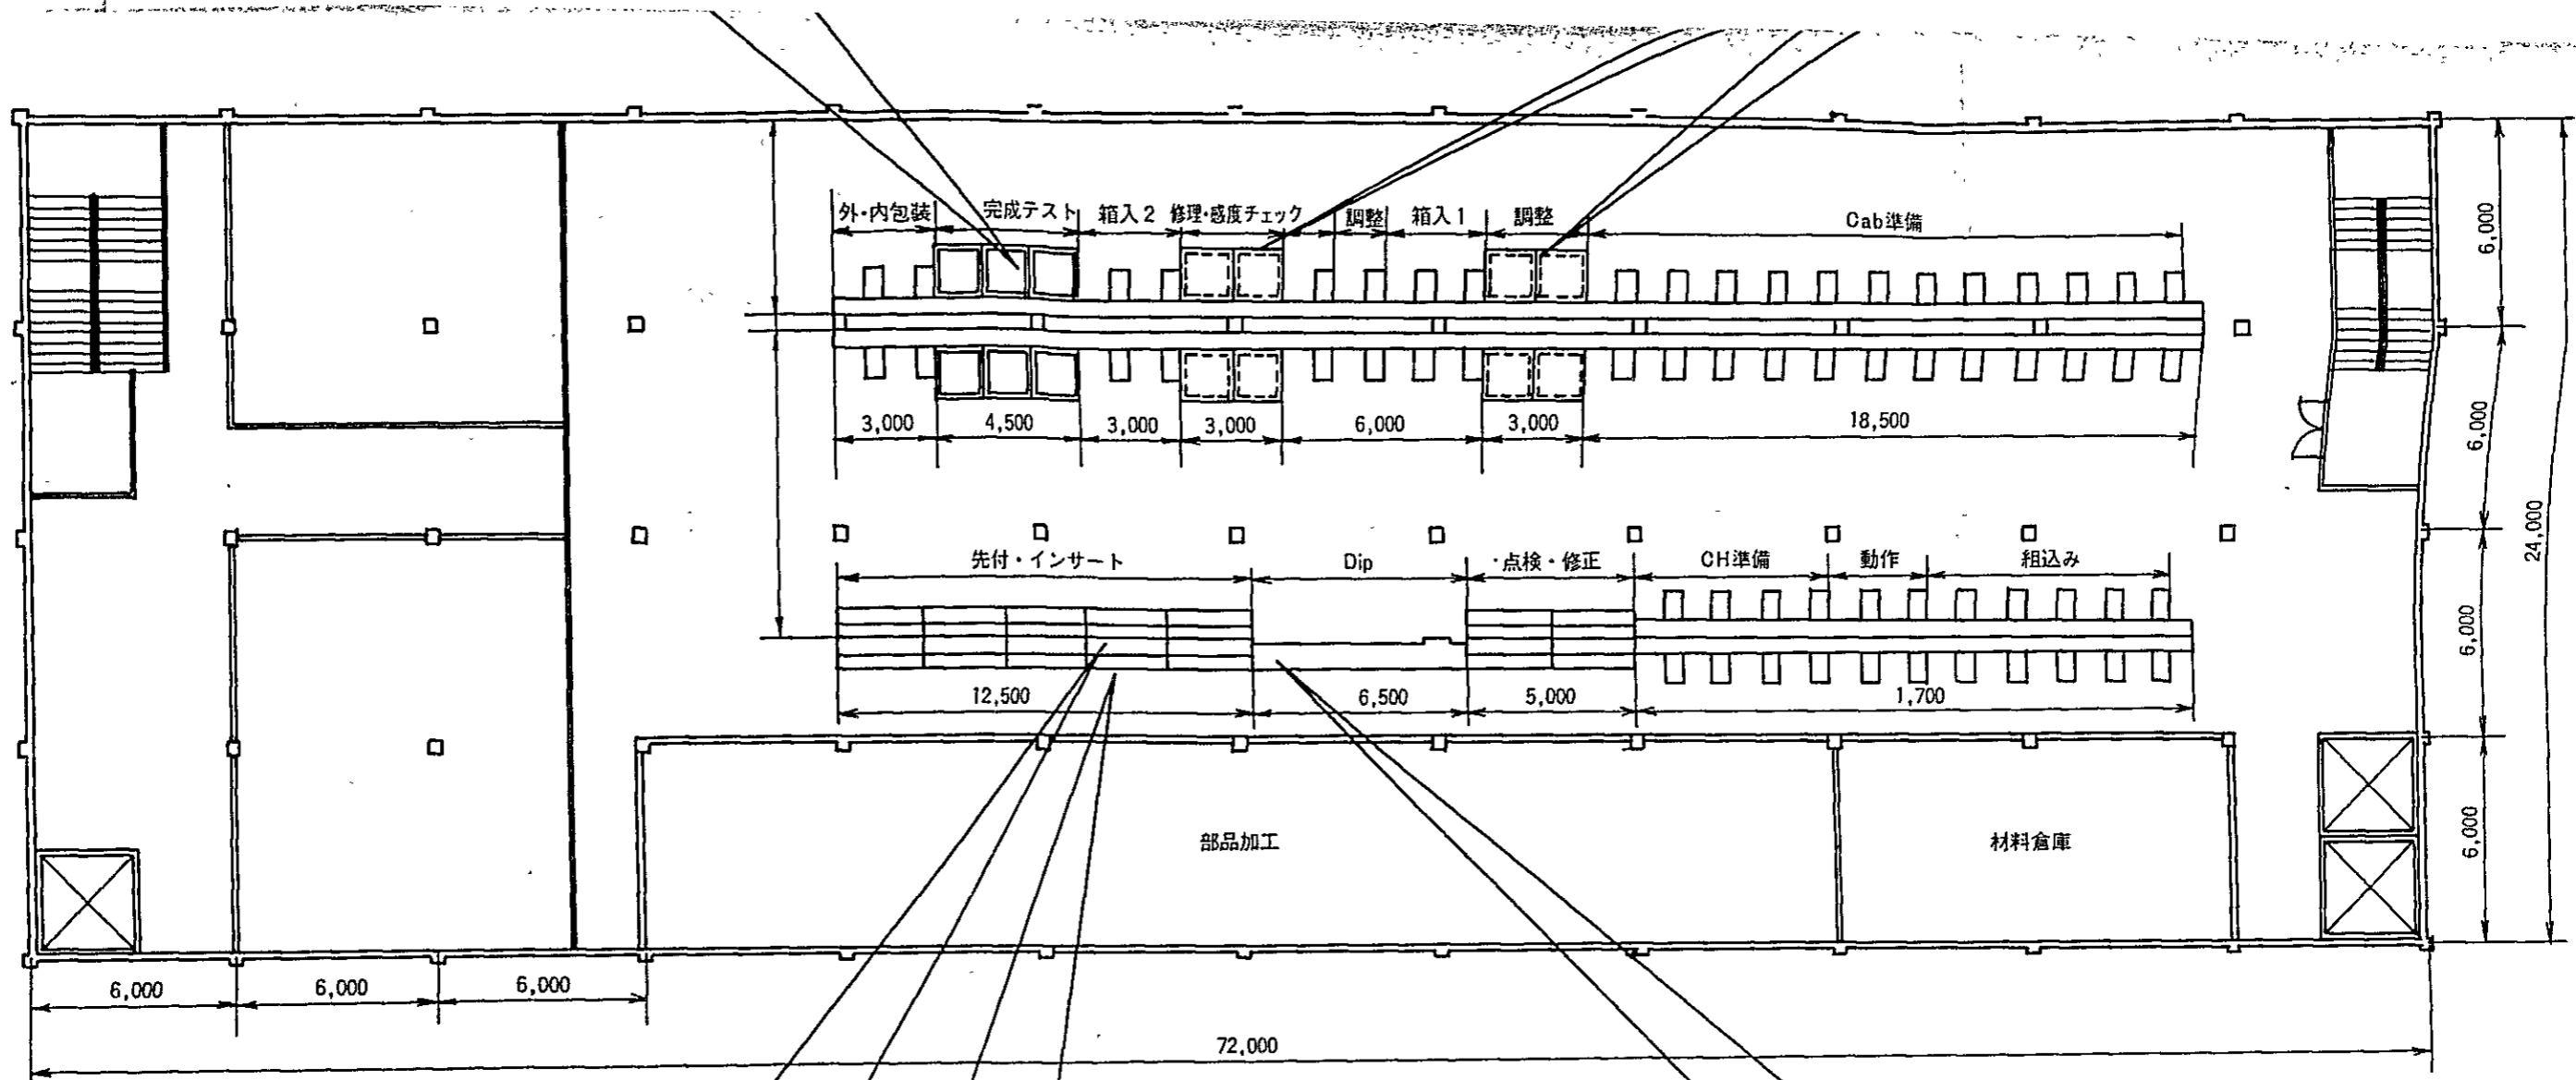 外・内包装 完成テスト 箱入2 修理・感度チェック 調整 箱入1 調整 Cab準備
6,000
3,000 4,500 3,000 3,000 6,000 3,000 18,500
6,000
24,000
先付・インサート Dip ・点検・修正 CH準備 動作 組込み
6,000
12,500 6,500 5,000 1,700
部品加工 材料倉庫
6,000
6,000 6,000 6,000
72,000